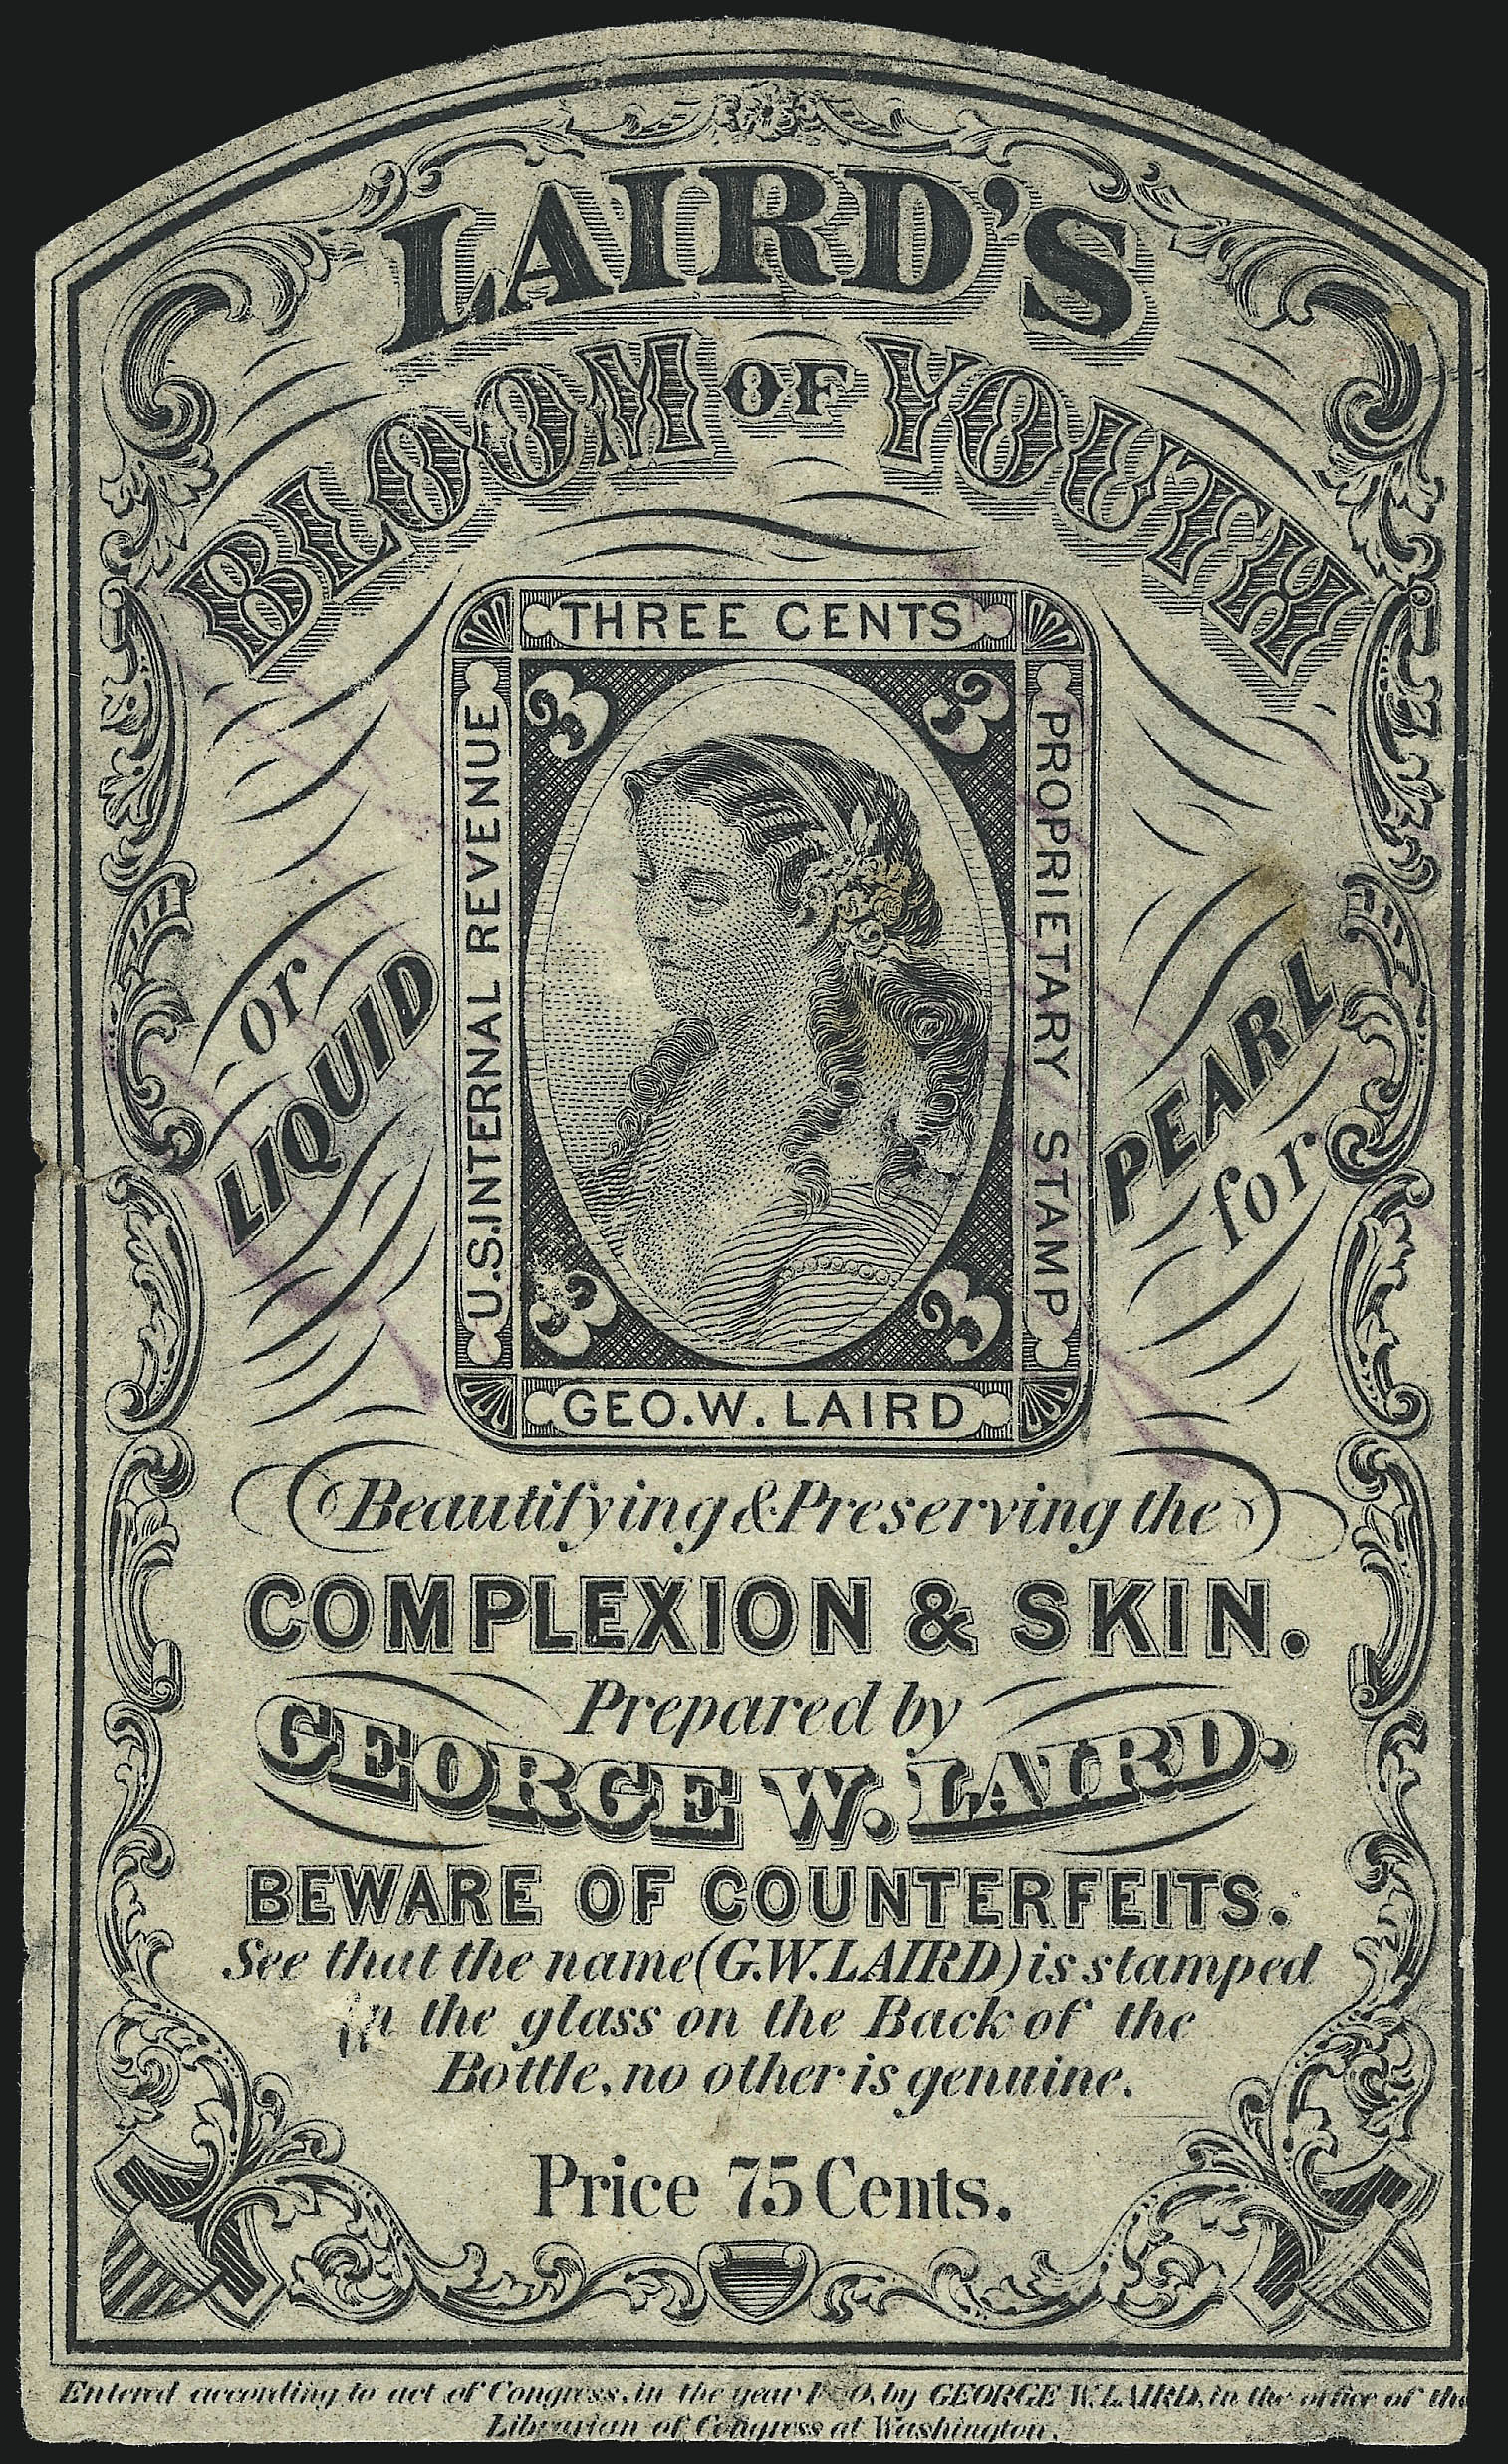 LAIRD'S
BLOOM OF YOUTH
THREE CENTS
3 3
U.S. INTERNAL REVENUE
PROPRIETARY STAMP
or
LIQUID
PEARL
for
3 3
GEO. W. LAIRD
Beautifying & Preserving the
COMPLEXION & SKIN.
Prepared by
GEORGE W. LAIRD.
BEWARE OF COUNTERFEITS.
See that the name (G.W. LAIRD) is stamped
in the glass on the Back of the
Bottle, no other is genuine.
Price 75 Cents.
Entered according to act of Congress, in the year by GEORGE W. LAIRD, in the office of the
Librarian of Congress at Washington.